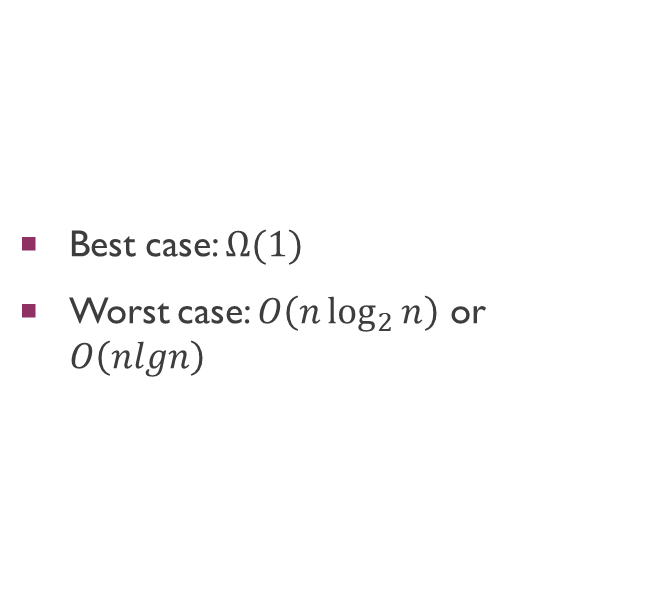 ▪ Best case: Ω(1)
▪ Worst case: O(n log₂ n) or
O(nlgn)